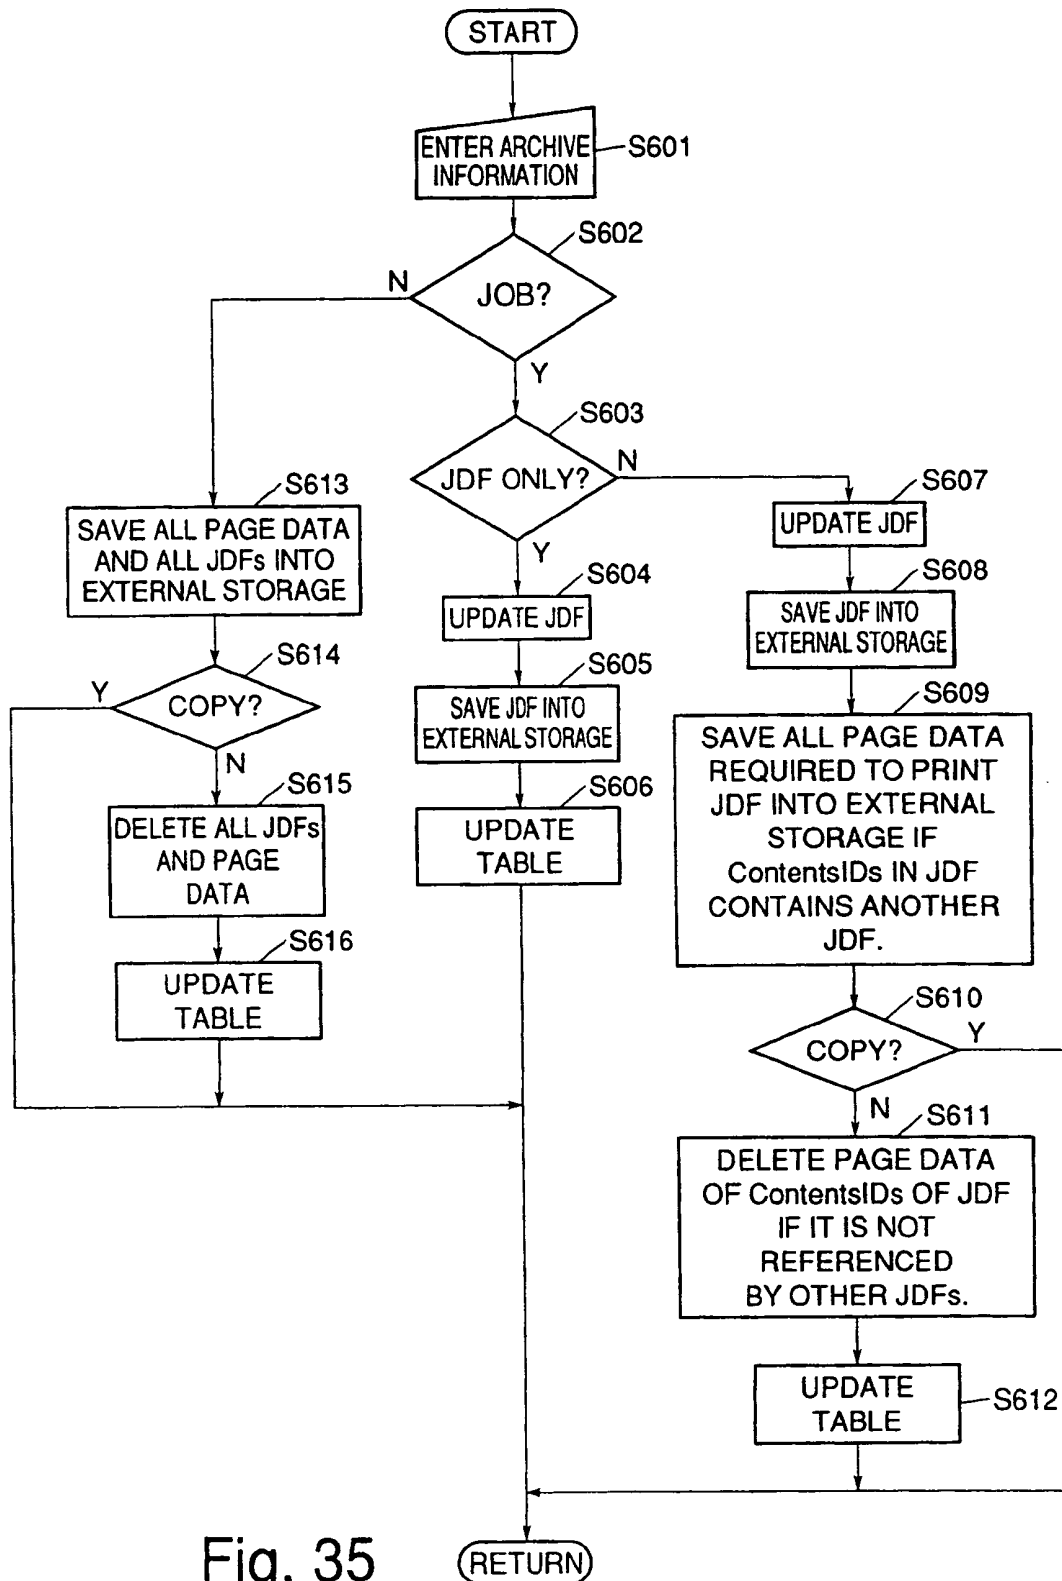 START
ENTER ARCHIVE
INFORMATION
S601
S602
JOB?
N
Y
S603
JDF ONLY?
N
Y
S613
SAVE ALL PAGE DATA
AND ALL JDFs INTO
EXTERNAL STORAGE
S614
COPY?
Y
N
S615
DELETE ALL JDFs
AND PAGE
DATA
S616
UPDATE
TABLE
S604
UPDATE JDF
S605
SAVE JDF INTO
EXTERNAL STORAGE
S606
UPDATE
TABLE
S607
UPDATE JDF
S608
SAVE JDF INTO
EXTERNAL STORAGE
S609
SAVE ALL PAGE DATA
REQUIRED TO PRINT
JDF INTO EXTERNAL
STORAGE IF
ContentsIDs IN JDF
CONTAINS ANOTHER
JDF.
S610
COPY?
Y
N
S611
DELETE PAGE DATA
OF ContentsIDs OF JDF
IF IT IS NOT
REFERENCED
BY OTHER JDFs.
UPDATE
TABLE
S612
Fig. 35
RETURN